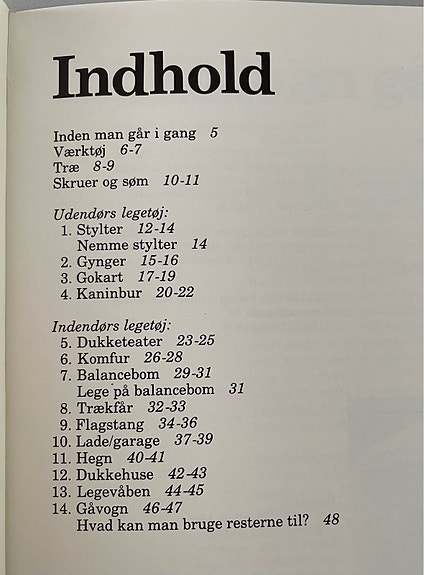 Indhold
Inden man går i gang 5
Værktøj 6-7
Træ 8-9
Skruer og søm 10-11
Udendørs legetøj:
1. Stylter 12-14
Nemme stylter 14
2. Gynger 15-16
3. Gokart 17-19
4. Kaninbur 20-22
Indendørs legetøj:
5. Dukketeater 23-25
6. Komfur 26-28
7. Balancebom 29-31
Lege på balancebom 31
8. Trækfår 32-33
9. Flagstang 34-36
10. Lade/garage 37-39
11. Hegn 40-41
12. Dukkehuse 42-43
13. Legevåben 44-45
14. Gåvogn 46-47
Hvad kan man bruge resterne til? 48